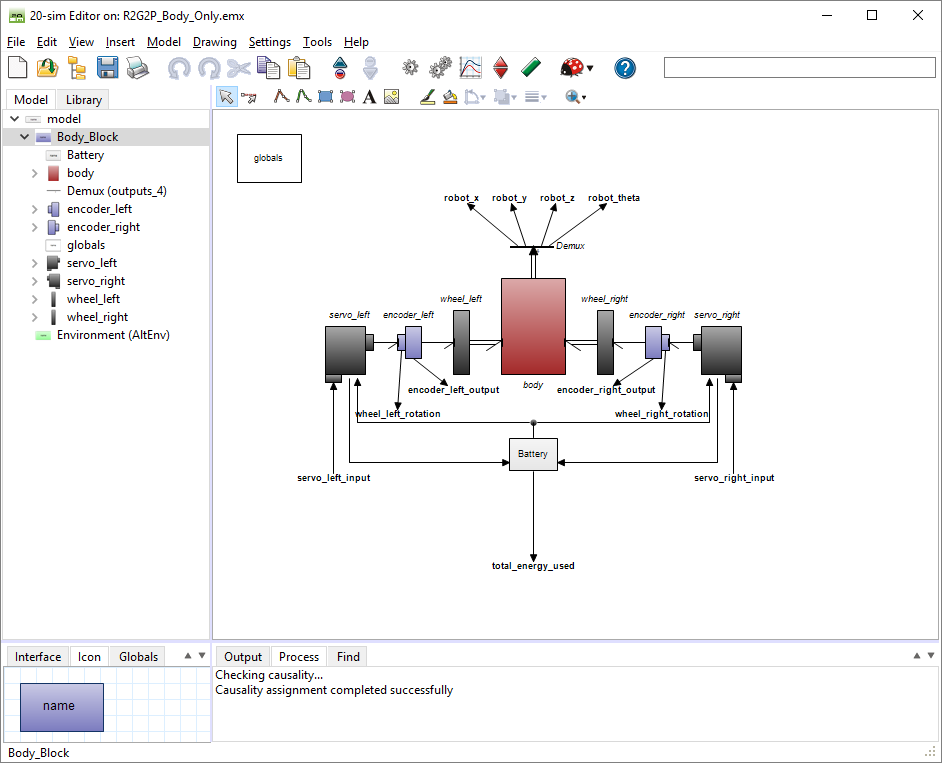 20-sim Editor on: R2G2P_Body_Only.emx
File Edit View Insert Model Drawing Settings Tools Help
Model Library
model
Body_Block
Battery
body
Demux (outputs_4)
encoder_left
encoder_right
globals
servo_left
servo_right
wheel_left
wheel_right
Environment (AltEnv)
A
globals
robot_x robot_y robot_z robot_theta
Demux
wheel_left wheel_right
servo_left encoder_left encoder_right servo_right
body
encoder_left_output encoder_right_output
wheel_left_rotation wheel_right_rotation
Battery
servo_left_input servo_right_input
total_energy_used
Interface Icon Globals
Output Process Find
name
Checking causality...
Causality assignment completed successfully
Body_Block